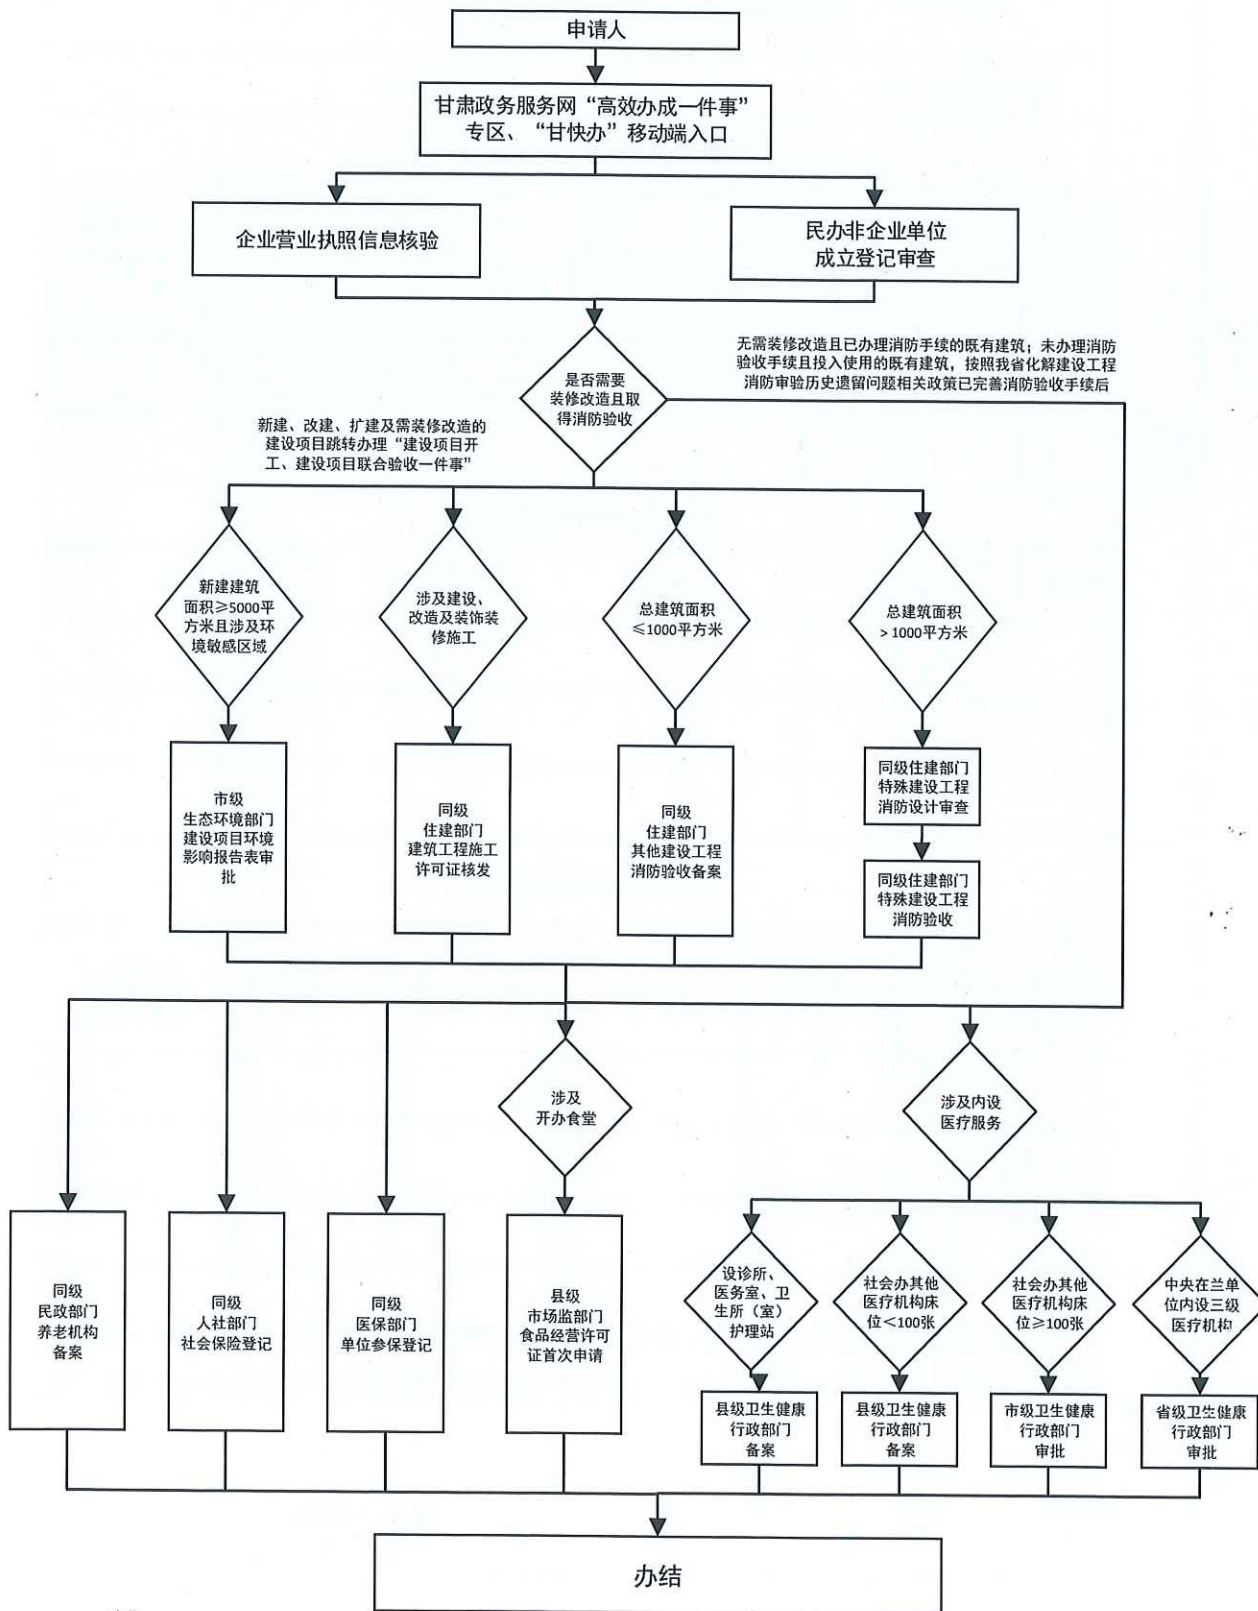 申请人
甘肃政务服务网“高效办成一件事”
专区、“甘快办”移动端入口
企业营业执照信息核验
民办非企业单位
成立登记审查
是否需要
装修改造且取
得消防验收
无需装修改造且已办理消防手续的既有建筑；未办理消防
验收手续且投入使用的既有建筑，按照我省化解建设工程
消防审验历史遗留问题相关政策已完善消防验收手续后
新建、改建、扩建及需装修改造的
建设项目跳转办理“建设项目开
工、建设项目联合验收一件事”
新建建筑
面积≥5000平
方米且涉及环
境敏感区域
涉及建设、
改造及装饰装
修施工
总建筑面积
≤1000平方米
总建筑面积
＞1000平方米
市级
生态环境部门
建设项目环境
影响报告表审
批
同级
住建部门
建筑工程施工
许可证核发
同级
住建部门
其他建设工程
消防验收备案
同级住建部门
特殊建设工程
消防设计审查
同级住建部门
特殊建设工程
消防验收
涉及
开办食堂
涉及内设
医疗服务
同级
民政部门
养老机构
备案
同级
人社部门
社会保险登记
同级
医保部门
单位参保登记
县级
市场监部门
食品经营许可
证首次申请
设诊所、
医务室、卫
生所（室）
护理站
社会办其他
医疗机构床
位＜100张
社会办其他
医疗机构床
位≥100张
中央在兰单
位内设三级
医疗机构
县级卫生健康
行政部门
备案
县级卫生健康
行政部门
备案
市级卫生健康
行政部门
审批
省级卫生健康
行政部门
审批
办结